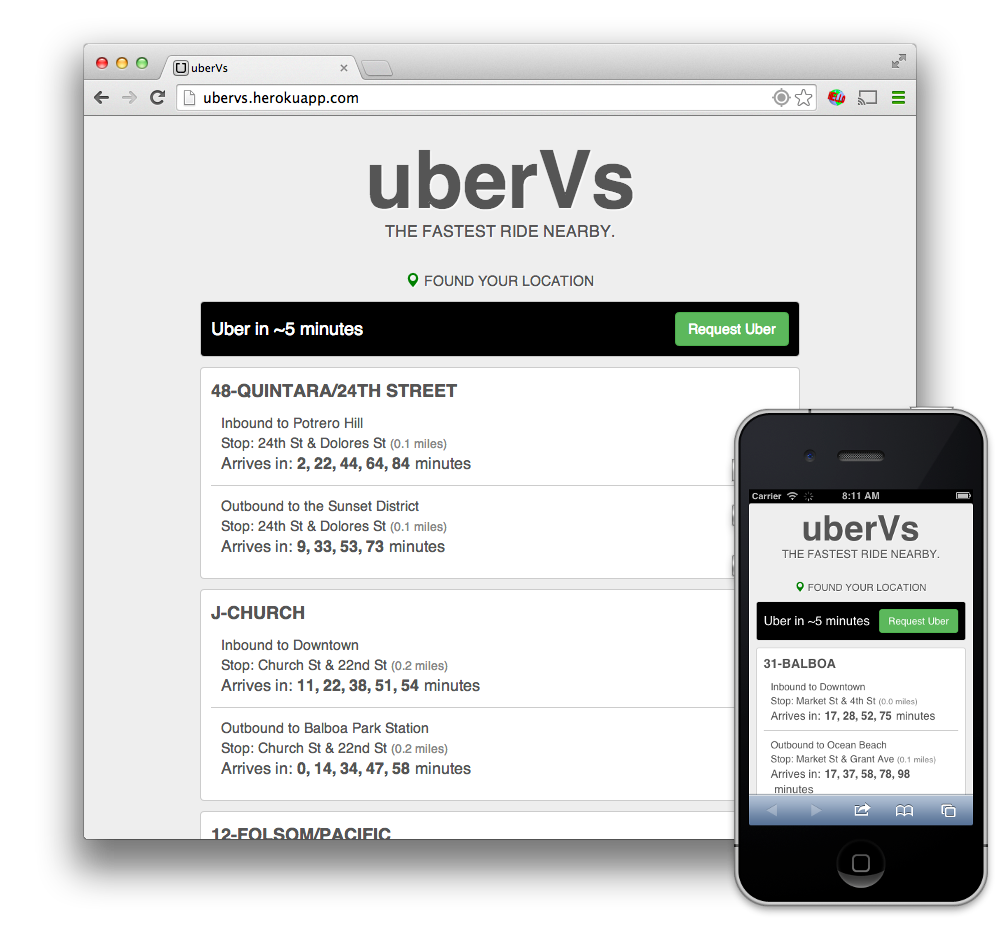 uberVs
ubervs.herokuapp.com
uberVs
THE FASTEST RIDE NEARBY.
FOUND YOUR LOCATION
Uber in ~5 minutes
Request Uber
48-QUINTARA/24TH STREET
Inbound to Potrero Hill
Stop: 24th St & Dolores St (0.1 miles)
Arrives in: 2, 22, 44, 64, 84 minutes
Outbound to the Sunset District
Stop: 24th St & Dolores St (0.1 miles)
Arrives in: 9, 33, 53, 73 minutes
J-CHURCH
Inbound to Downtown
Stop: Church St & 22nd St (0.2 miles)
Arrives in: 11, 22, 38, 51, 54 minutes
Outbound to Balboa Park Station
Stop: Church St & 22nd St (0.2 miles)
Arrives in: 0, 14, 34, 47, 58 minutes
12-FOLSOM/PACIFIC
Carrier
8:11 AM
uberVs
THE FASTEST RIDE NEARBY.
FOUND YOUR LOCATION
Uber in ~5 minutes
Request Uber
31-BALBOA
Inbound to Downtown
Stop: Market St & 4th St (0.0 miles)
Arrives in: 17, 28, 52, 75 minutes
Outbound to Ocean Beach
Stop: Market St & Grant Ave (0.1 miles)
Arrives in: 17, 37, 58, 78, 98
minutes